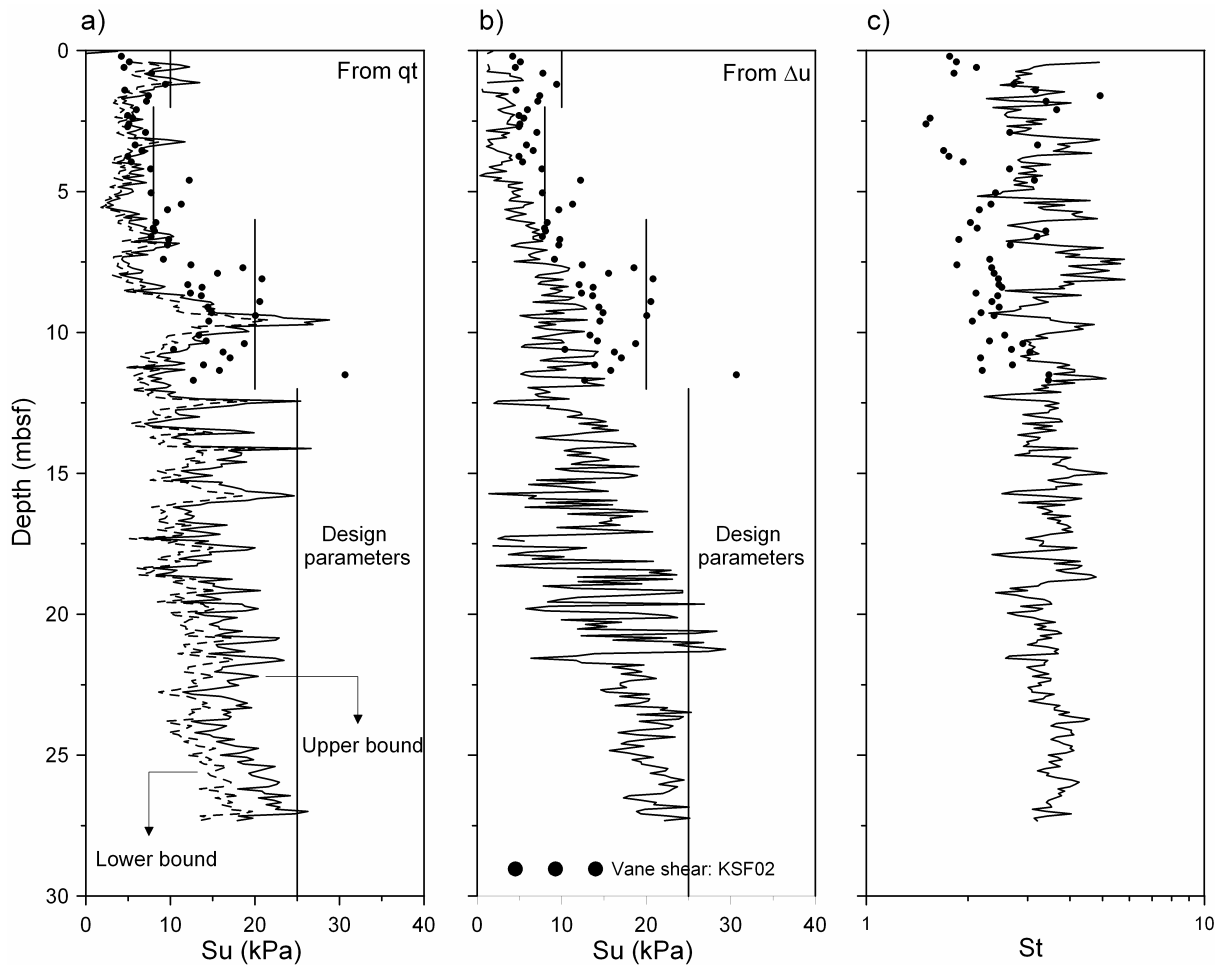 a)
b)
c)
From qt
From Δu
0
5
10
15
20
25
30
Depth (mbsf)
Design
parameters
Design
parameters
Upper bound
Lower bound
Vane shear: KSF02
0 10 20 30 40
0 10 20 30 40
1 10
Su (kPa)
Su (kPa)
St